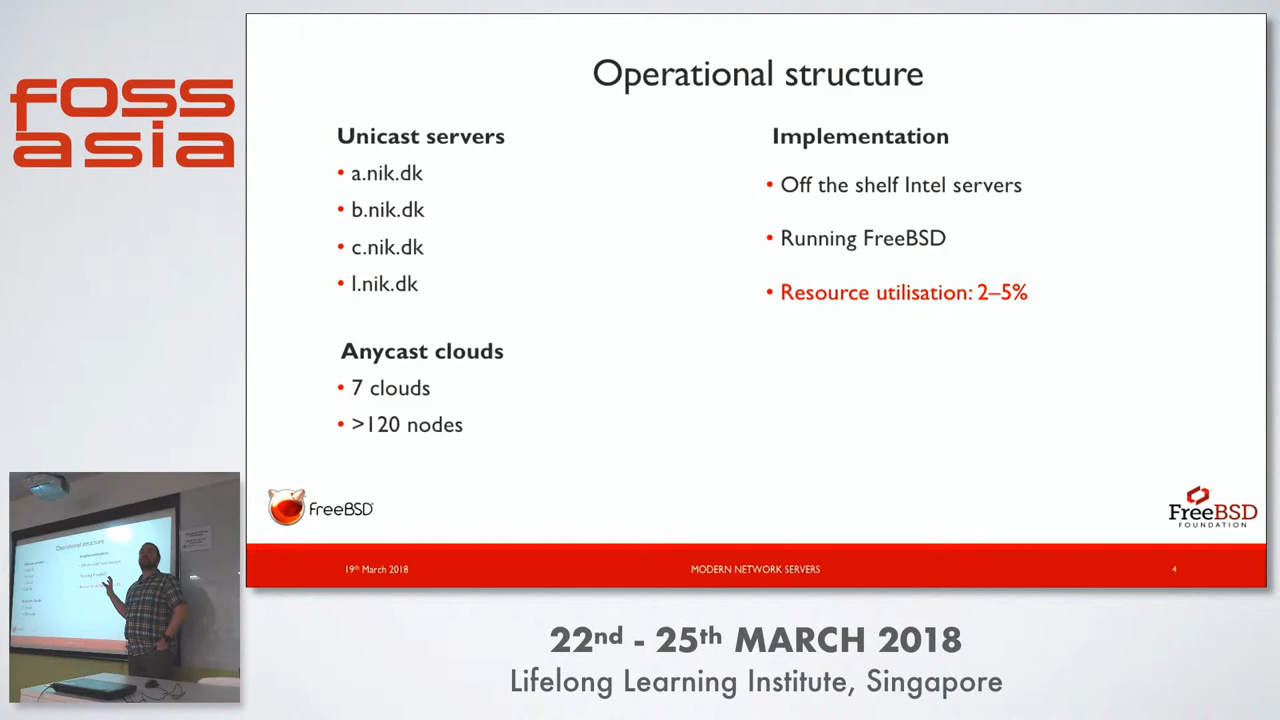 foss
asia
Operational structure
Unicast servers
• a.nik.dk
• b.nik.dk
• c.nik.dk
• l.nik.dk
Anycast clouds
• 7 clouds
• >120 nodes
Implementation
• Off the shelf Intel servers
• Running FreeBSD
• Resource utilisation: 2–5%
FreeBSD
FreeBSD
FOUNDATION
19th March 2018
MODERN NETWORK SERVERS
4
Operational structure
22nd - 25th MARCH 2018
Lifelong Learning Institute, Singapore